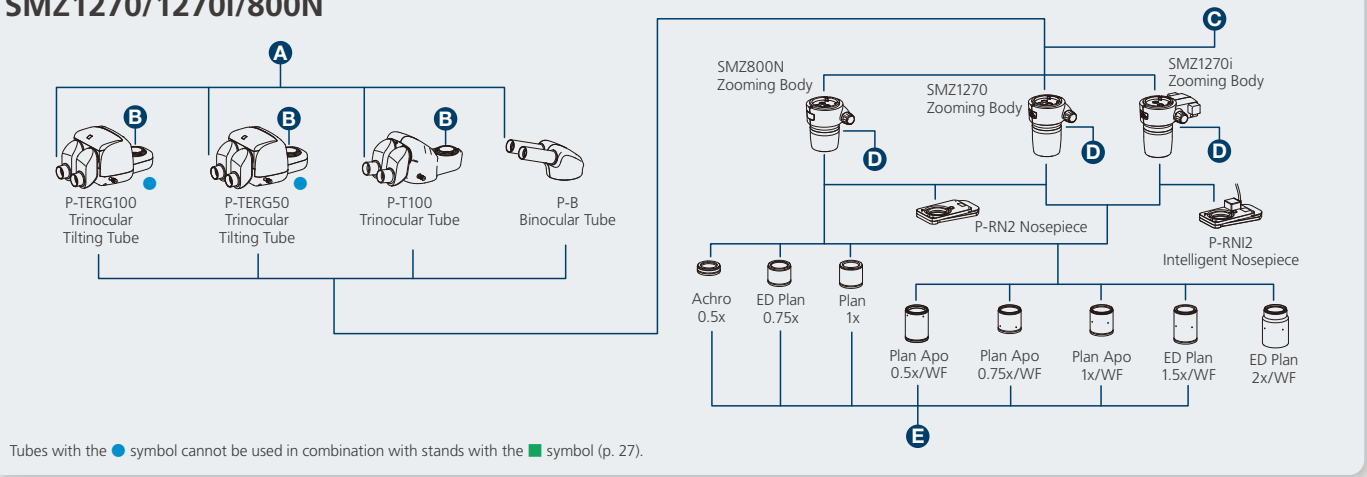 SMZ1270/1270i/800N
A
B
B
B
P-TERG100
Trinocular
Tilting Tube
P-TERG50
Trinocular
Tilting Tube
P-T100
Trinocular Tube
P-B
Binocular Tube
C
SMZ800N
Zooming Body
SMZ1270
Zooming Body
SMZ1270i
Zooming Body
D
D
D
P-RN2 Nosepiece
P-RNI2
Intelligent Nosepiece
Achro
0.5x
ED Plan
0.75x
Plan
1x
Plan Apo
0.5x/WF
Plan Apo
0.75x/WF
Plan Apo
1x/WF
ED Plan
1.5x/WF
ED Plan
2x/WF
E
Tubes with the symbol cannot be used in combination with stands with the symbol (p. 27).